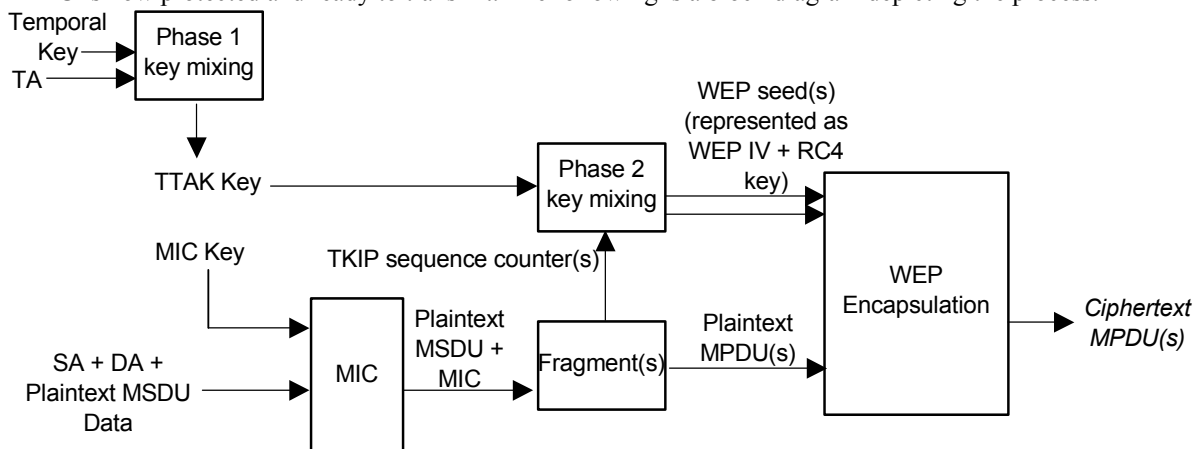 Temporal
Key
TA
Phase 1
key mixing
TTAK Key
Phase 2
key mixing
WEP seed(s)
(represented as
WEP IV + RC4
key)
MIC Key
TKIP sequence counter(s)
SA + DA +
Plaintext MSDU
Data
MIC
Plaintext
MSDU +
MIC
Fragment(s)
Plaintext
MPDU(s)
WEP
Encapsulation
Ciphertext
MPDU(s)